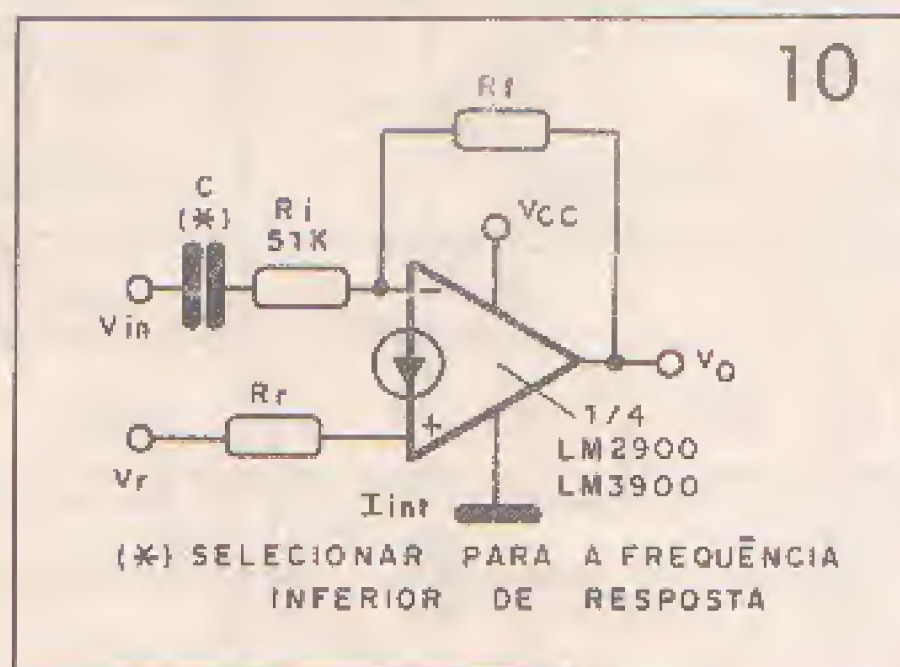 10
Rf
C
(*)
Ri
51K
VCC
Vin
−
VO
Rr
+
1/4
LM2900
LM3900
Vr
Iint
(*) SELECIONAR PARA A FREQUÊNCIA
INFERIOR DE RESPOSTA